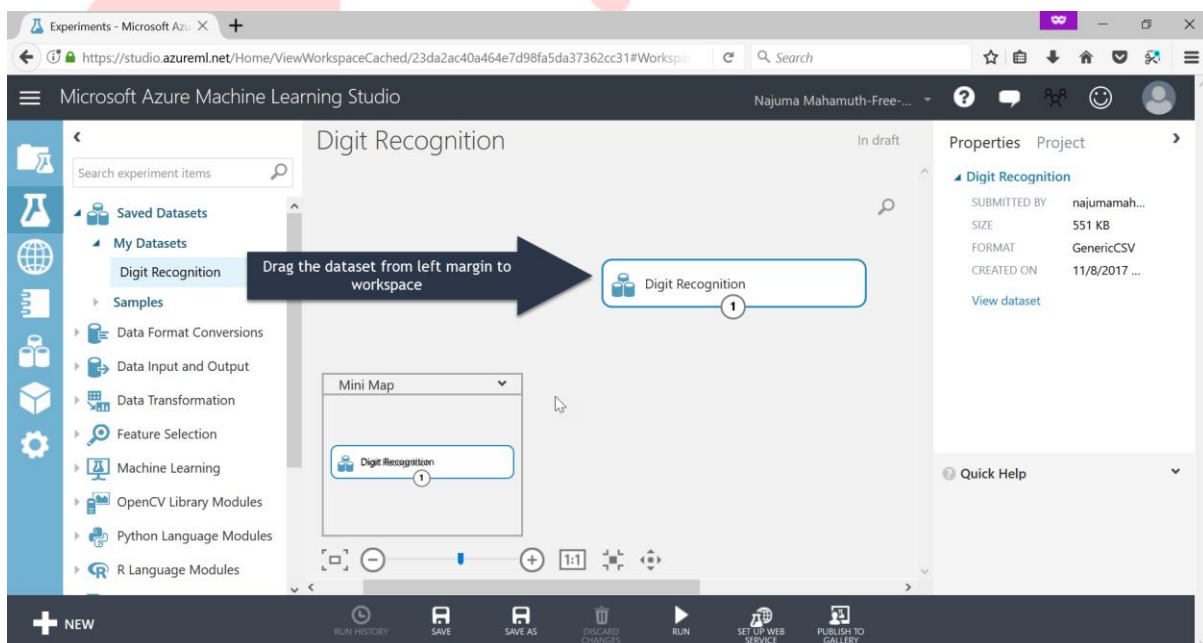 Experiments - Microsoft Azu
https://studio.azureml.net/Home/ViewWorkspaceCached/23da2ac40a464e7d98fa5da37362cc31#Workspa
Search
Microsoft Azure Machine Learning Studio
Najuma Mahamuth-Free-...
Search experiment items
Saved Datasets
My Datasets
Digit Recognition
Samples
Data Format Conversions
Data Input and Output
Data Transformation
Feature Selection
Machine Learning
OpenCV Library Modules
Python Language Modules
R Language Modules
Digit Recognition
In draft
Drag the dataset from left margin to
workspace
Digit Recognition
1
Mini Map
Digit Recognition
1
1:1
Properties Project
Digit Recognition
SUBMITTED BY najumamah...
SIZE 551 KB
FORMAT GenericCSV
CREATED ON 11/8/2017 ...
View dataset
Quick Help
NEW
RUN HISTORY
SAVE
SAVE AS
DISCARD
CHANGES
RUN
SET UP WEB
SERVICE
PUBLISH TO
GALLERY